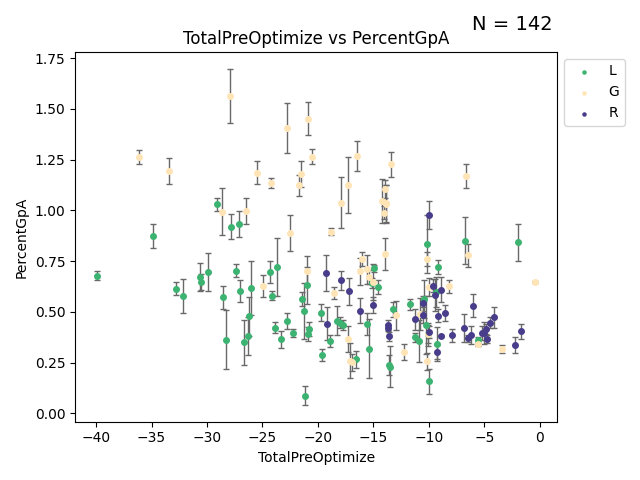 N = 142
TotalPreOptimize vs PercentGpA
1.75
1.50
1.25
1.00
0.75
0.50
0.25
0.00
PercentGpA
−40
−35
−30
−25
−20
−15
−10
−5
0
TotalPreOptimize
L
G
R